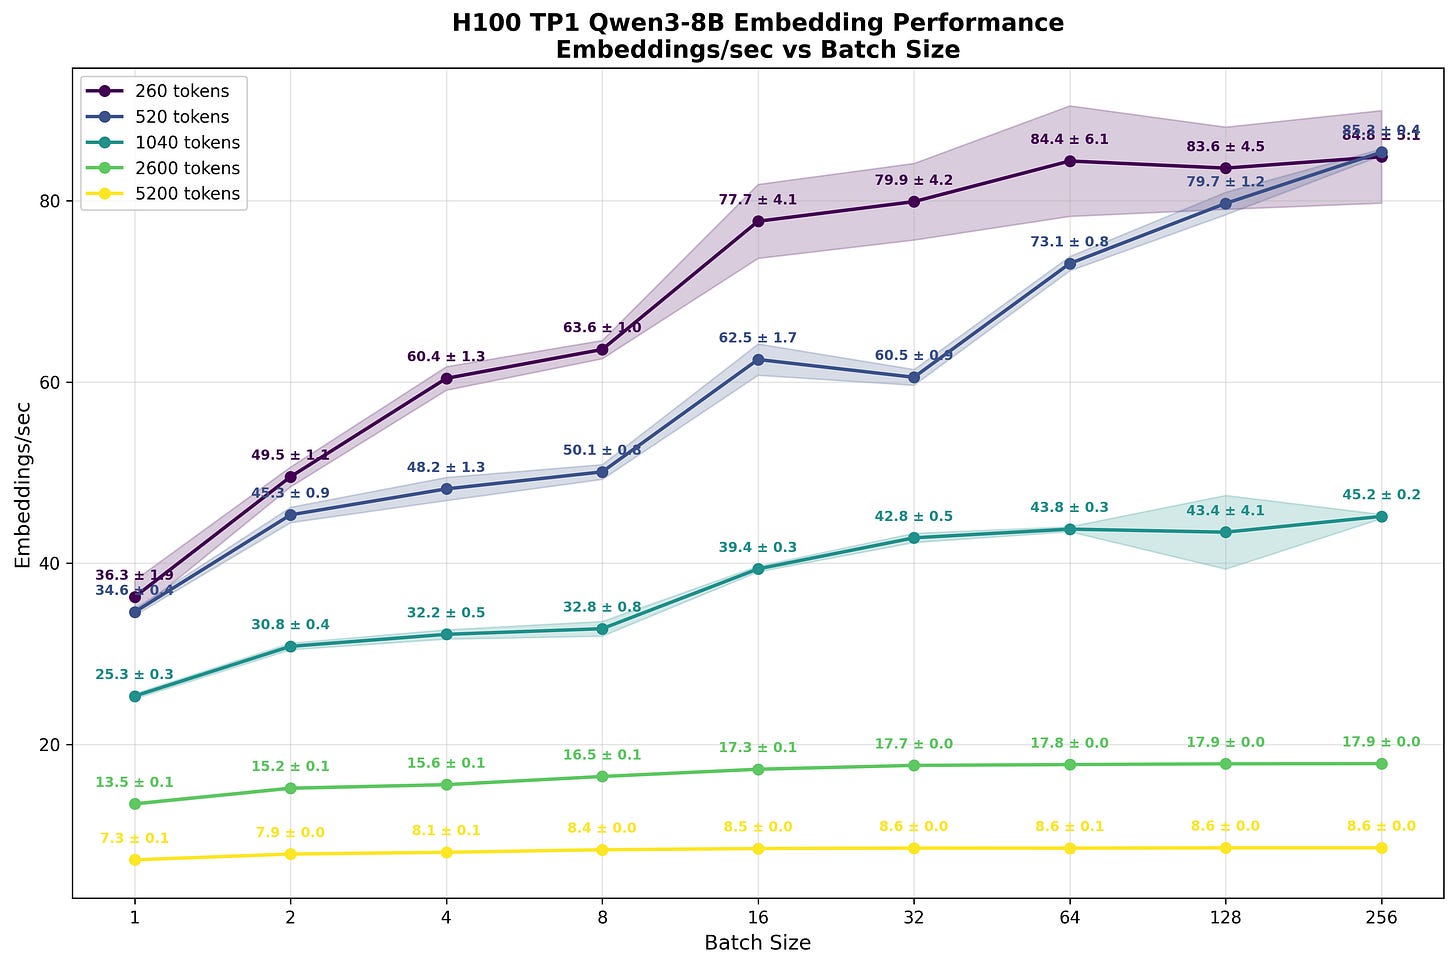 H100 TP1 Qwen3-8B Embedding Performance
Embeddings/sec vs Batch Size
260 tokens
520 tokens
1040 tokens
2600 tokens
5200 tokens
Embeddings/sec
80
60
40
20
36.3 ± 1.9
49.5 ± 1.1
60.4 ± 1.3
63.6 ± 1.0
77.7 ± 4.1
79.9 ± 4.2
84.4 ± 6.1
83.6 ± 4.5
84.8 ± 5.1
34.6 ± 0.4
45.3 ± 0.9
48.2 ± 1.3
50.1 ± 0.8
62.5 ± 1.7
60.5 ± 0.9
73.1 ± 0.8
79.7 ± 1.2
85.3 ± 0.4
25.3 ± 0.3
30.8 ± 0.4
32.2 ± 0.5
32.8 ± 0.8
39.4 ± 0.3
42.8 ± 0.5
43.8 ± 0.3
43.4 ± 4.1
45.2 ± 0.2
13.5 ± 0.1
15.2 ± 0.1
15.6 ± 0.1
16.5 ± 0.1
17.3 ± 0.1
17.7 ± 0.0
17.8 ± 0.0
17.9 ± 0.0
17.9 ± 0.0
7.3 ± 0.1
7.9 ± 0.0
8.1 ± 0.1
8.4 ± 0.0
8.5 ± 0.0
8.6 ± 0.0
8.6 ± 0.1
8.6 ± 0.0
8.6 ± 0.0
1 2 4 8 16 32 64 128 256
Batch Size